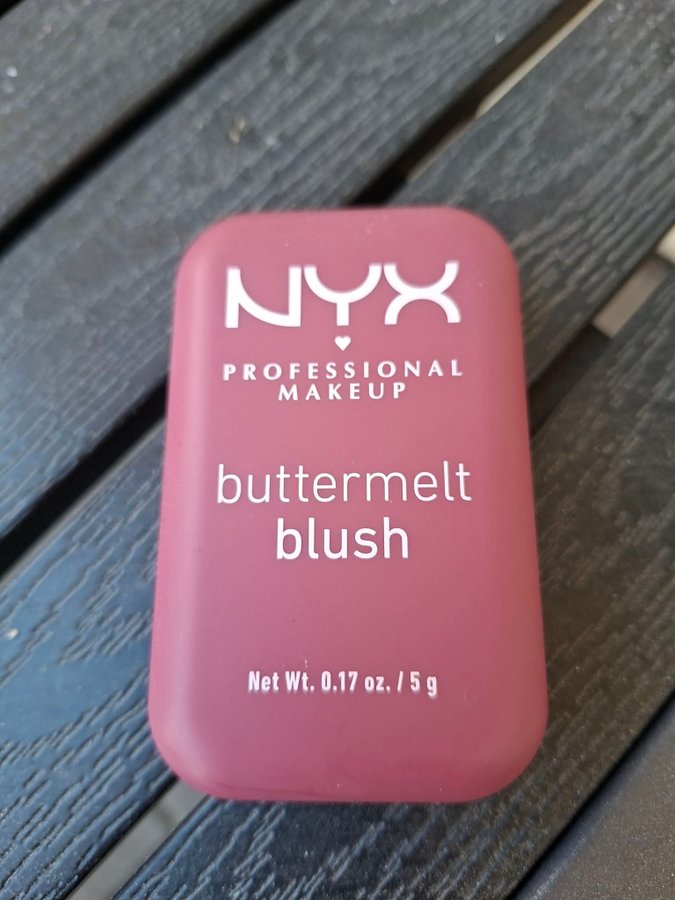 NYX
PROFESSIONAL
MAKEUP
buttermelt
blush
Net Wt. 0.17 oz. / 5 g